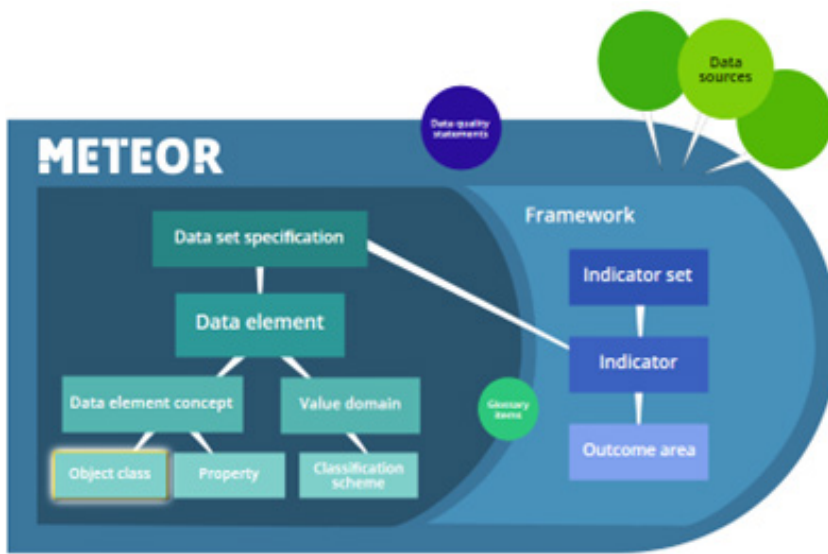 Data
sources
Data quality
statements
METEOR
Framework
Data set specification
Indicator set
Data element
Indicator
Data element concept
Value domain
Glossary
items
Outcome area
Object class
Property
Classification
scheme